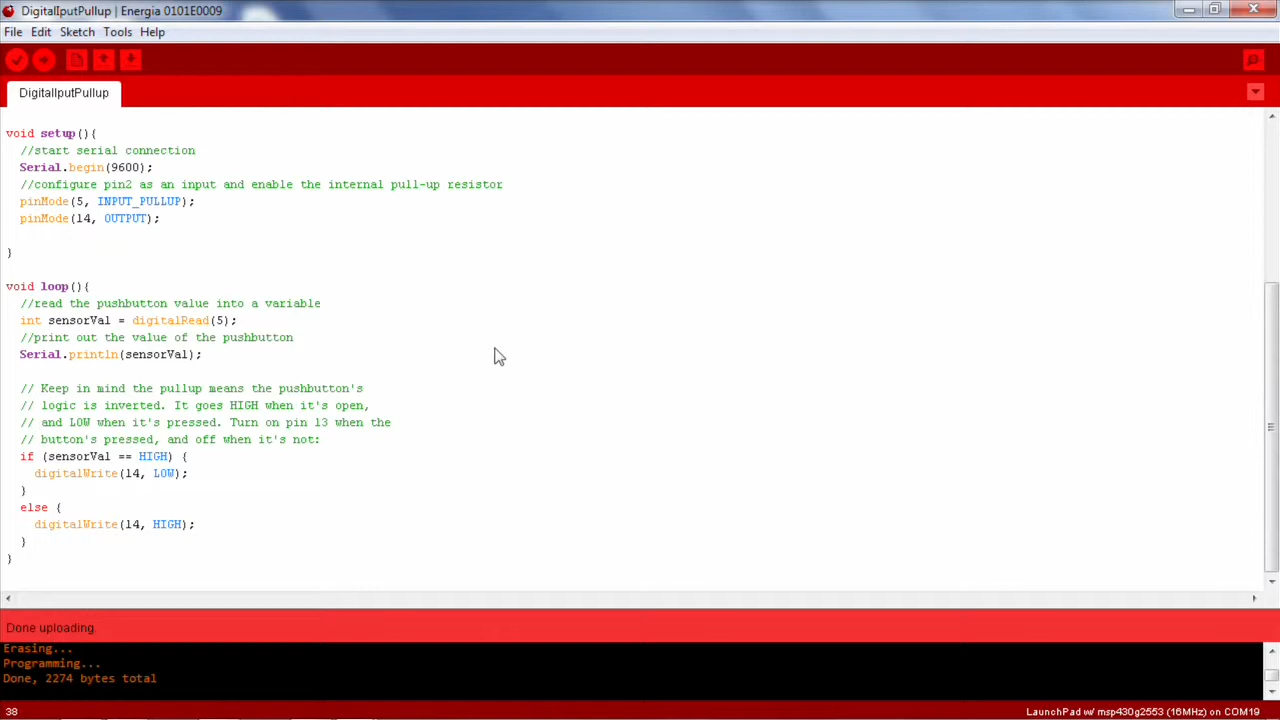 DigitalIputPullup | Energia 0101E0009
File Edit Sketch Tools Help
DigitalIputPullup
void setup(){
//start serial connection
Serial.begin(9600);
//configure pin2 as an input and enable the internal pull-up resistor
pinMode(5, INPUT_PULLUP);
pinMode(14, OUTPUT);
}
void loop(){
//read the pushbutton value into a variable
int sensorVal = digitalRead(5);
//print out the value of the pushbutton
Serial.println(sensorVal);
// Keep in mind the pullup means the pushbutton's
// logic is inverted. It goes HIGH when it's open,
// and LOW when it's pressed. Turn on pin 13 when the
// button's pressed, and off when it's not:
if (sensorVal == HIGH) {
digitalWrite(14, LOW);
}
else {
digitalWrite(14, HIGH);
}
}
Done uploading.
Erasing...
Programming...
Done, 2274 bytes total
38
LaunchPad w/ msp430g2553 (16MHz) on COM19